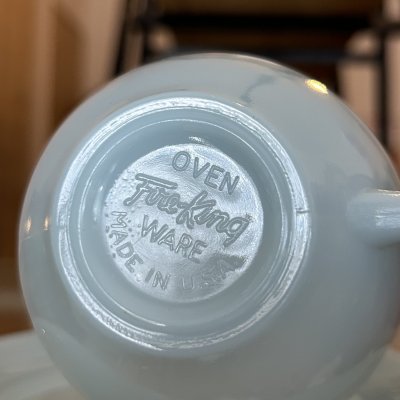 OVEN
Fire-King
WARE
MADE IN U.S.A.